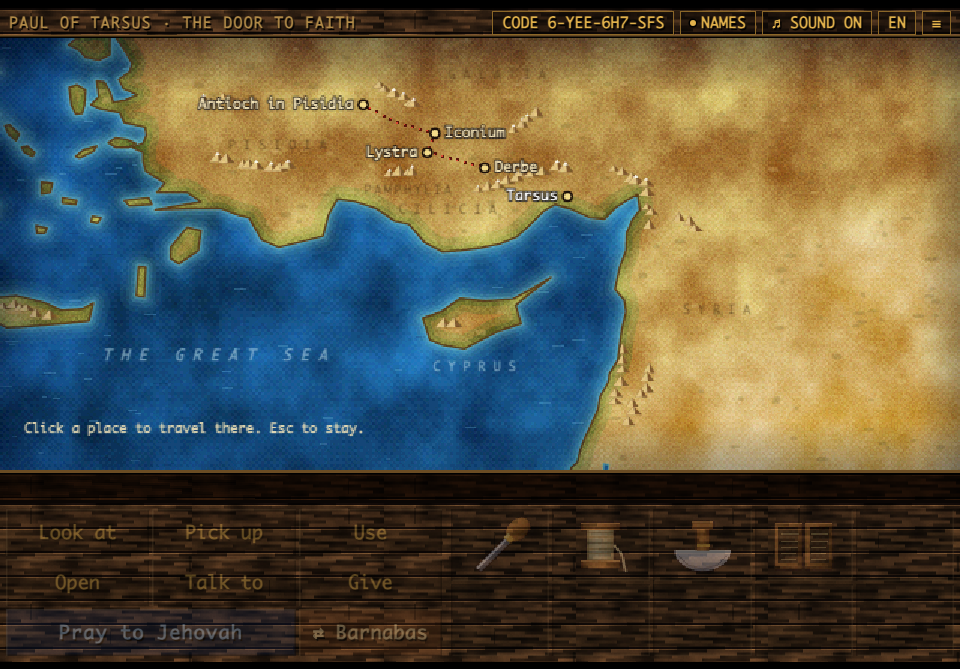 PAUL OF TARSUS · THE DOOR TO FAITH
CODE 6-YEE-6H7-SFS
• NAMES
♬ SOUND ON
EN
≡
GALATIA
Antioch in Pisidia
Iconium
PISIDIA
Lystra
Derbe
PAMPHYLIA
Tarsus
CILICIA
SYRIA
THE GREAT SEA
CYPRUS
Click a place to travel there. Esc to stay.
Look at
Pick up
Use
Open
Talk to
Give
Pray to Jehovah
⇄ Barnabas